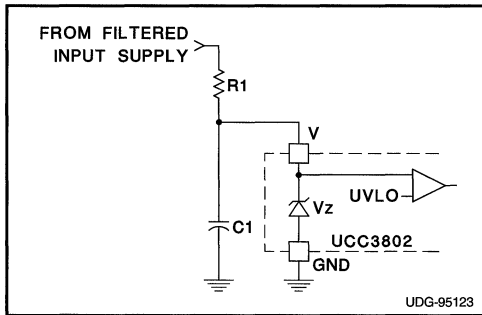 FROM FILTERED
INPUT SUPPLY
R1
V
UVLO
Vz
C1
UCC3802
GND
UDG-95123